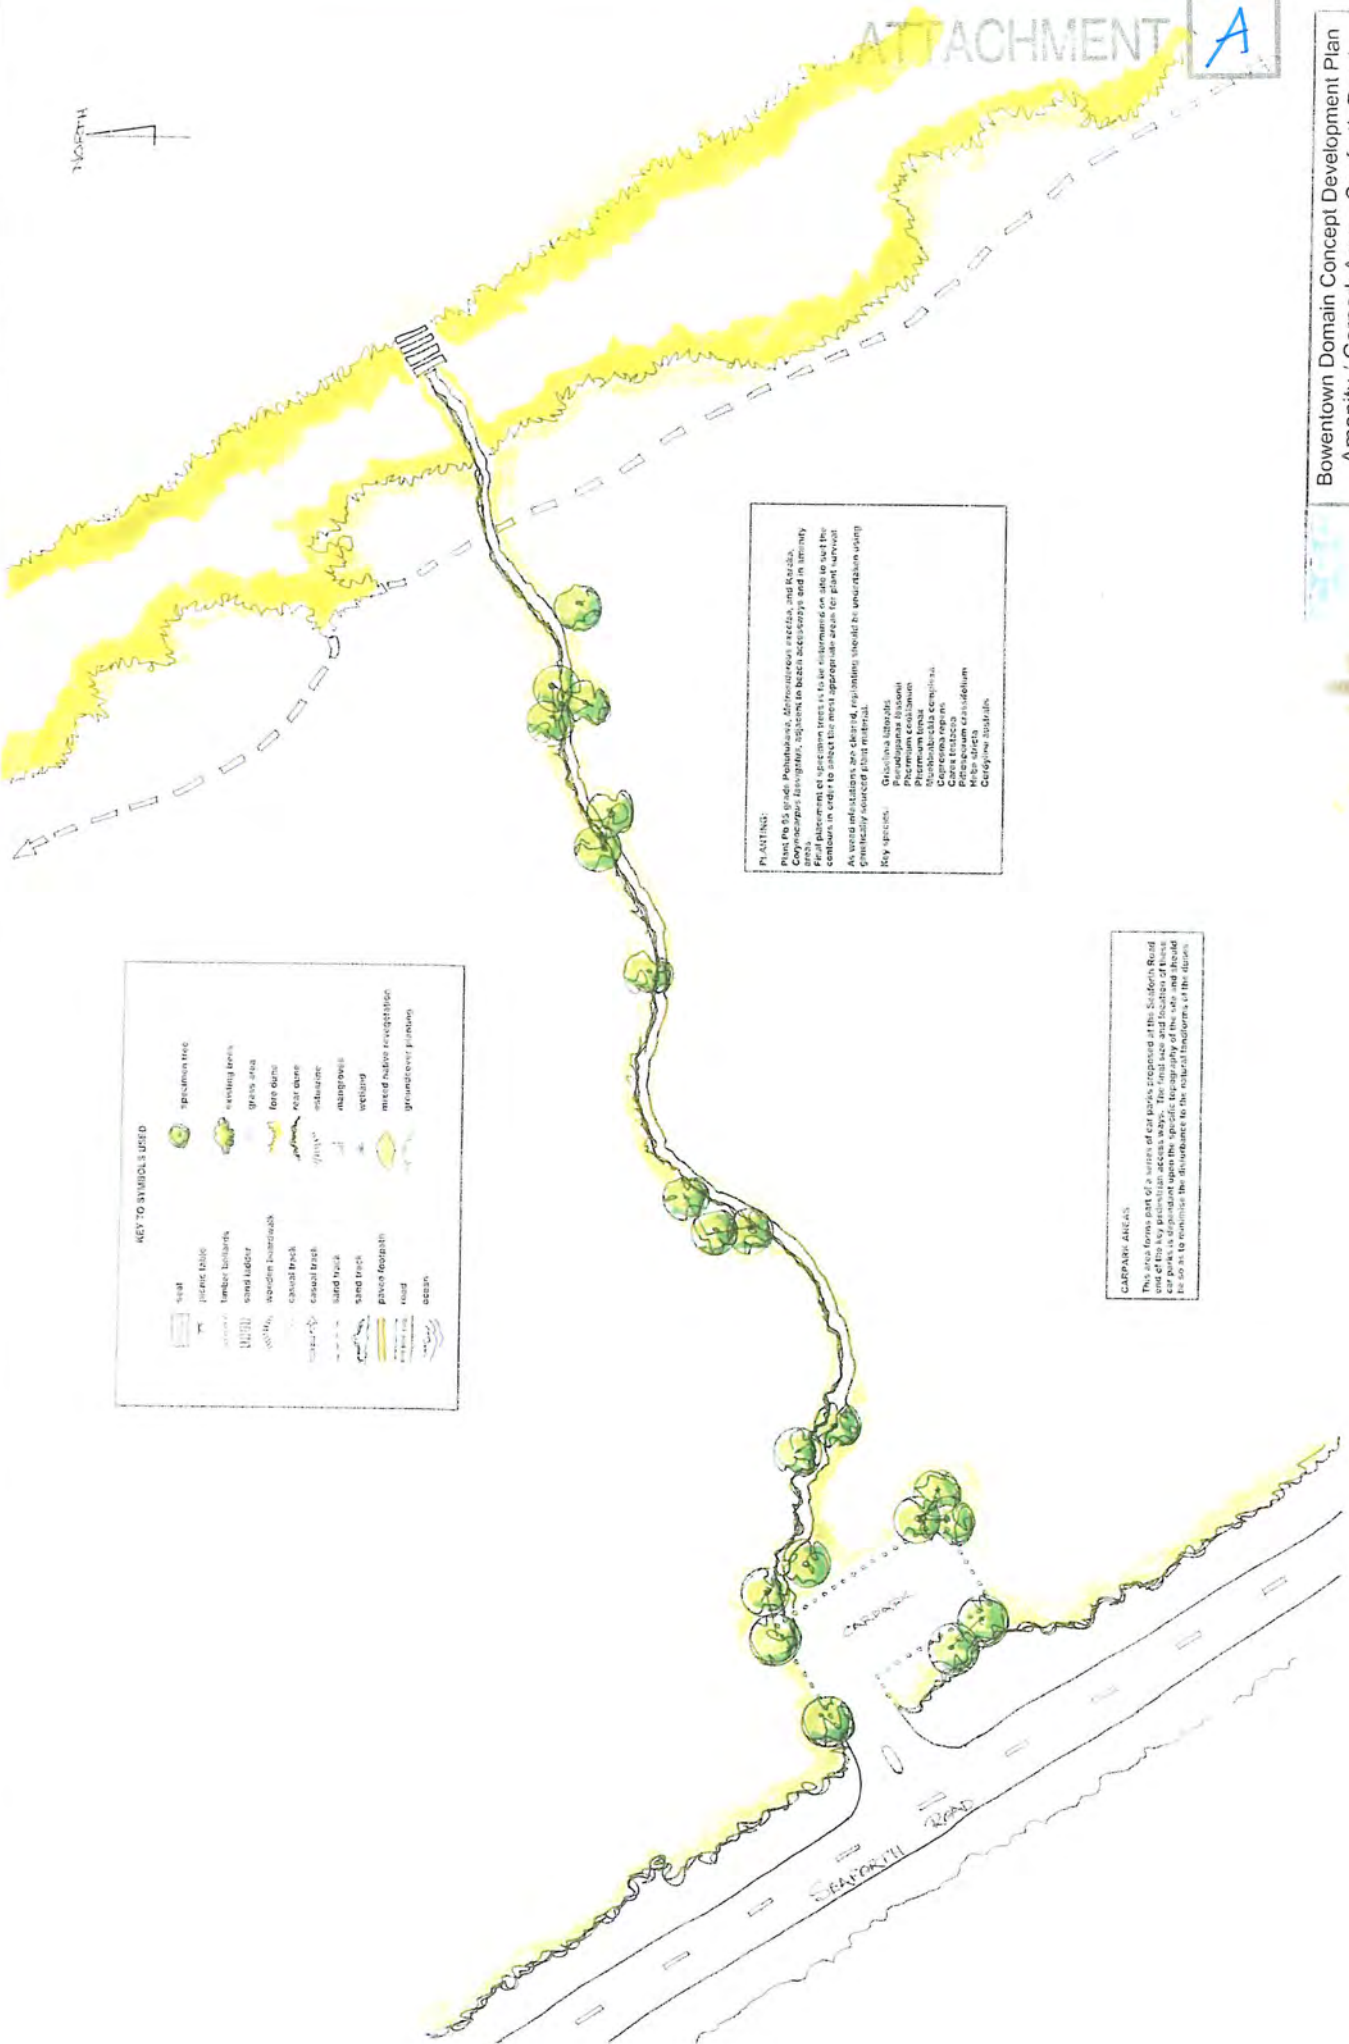 ATTACHMENT A
Bowentown Domain Concept Development Plan
NORTH
KEY TO SYMBOLS USED
seat
picnic table
timber bollards
sand ladder
wooden boardwalk
casual track
casual track
sand track
sand track
paved footpath
road
ocean
specimen tree
existing trees
grass area
fore dune
rear dune
estuarine
mangroves
wetland
mixed native revegetation
groundcover planting
PLANTING:
Plant Pb 95 grade Pohutukawa, Metrosiderous excelsa, and Karaka,
Corynocarpus laevigatus, adjacent to beach accessways and in amenity
areas
Final placement of specimen trees is to be determined on site to suit the
contours in order to select the most appropriate areas for plant survival
As weed infestations are cleared, replanting should be undertaken using
genetically sourced plant material.
Key species: Griselinia littoralis
Pseudopanax lessonii
Phormium cookianum
Phormium tenax
Muehlenbeckia complexa
Coprosma repens
Carex testacea
Pittosporum crassifolium
Hebe stricta
Cordyline australis
CARPARK AREAS
This area forms part of a series of car parks proposed at the Seaforth Road
end of the key pedestrian access ways. The final size and location of these
car parks is dependant upon the specific topography of the site and should
be so as to minimise the disturbance to the natural landforms of the dunes
CARPARK
SEAFORTH ROAD